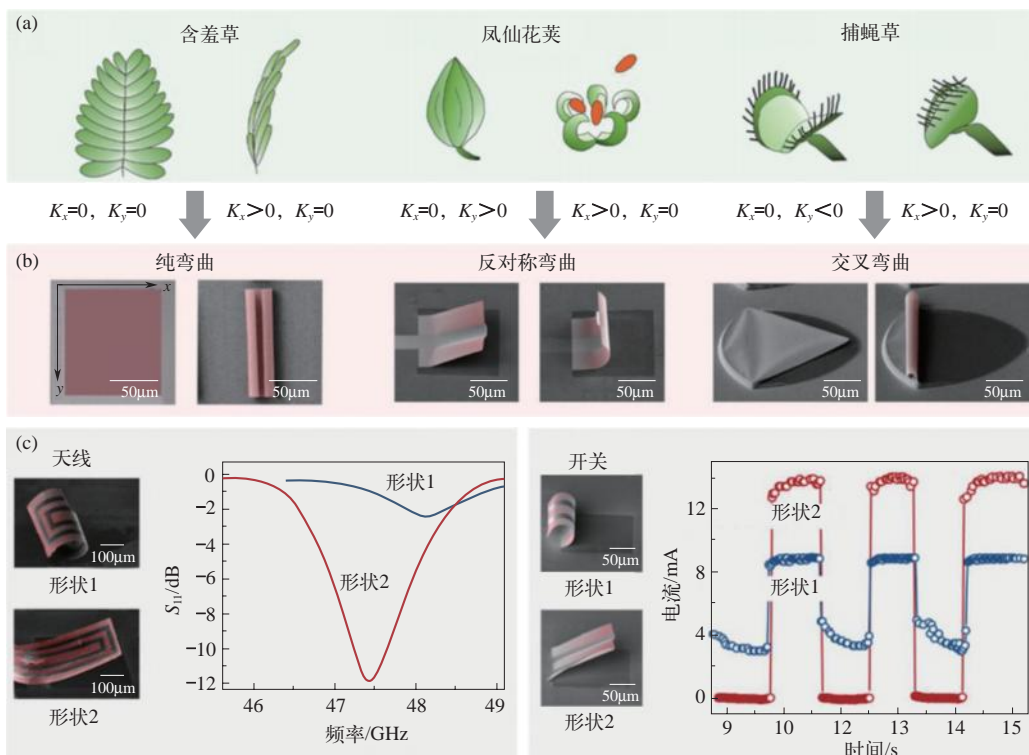 (a)
含羞草
凤仙花荚
捕蝇草
Kx=0, Ky=0
Kx>0, Ky=0
Kx=0, Ky>0
Kx>0, Ky=0
Kx=0, Ky<0
Kx>0, Ky=0
(b)
纯弯曲
反对称弯曲
交叉弯曲
x
y
50μm
50μm
50μm
50μm
50μm
50μm
(c)
天线
100μm
形状1
100μm
形状2
0
−2
−4
−6
−8
−10
−12
S11/dB
形状1
形状2
46
47
48
49
频率/GHz
开关
50μm
形状1
50μm
形状2
12
8
4
0
电流/mA
形状2
形状1
9
10
11
12
13
14
15
时间/s